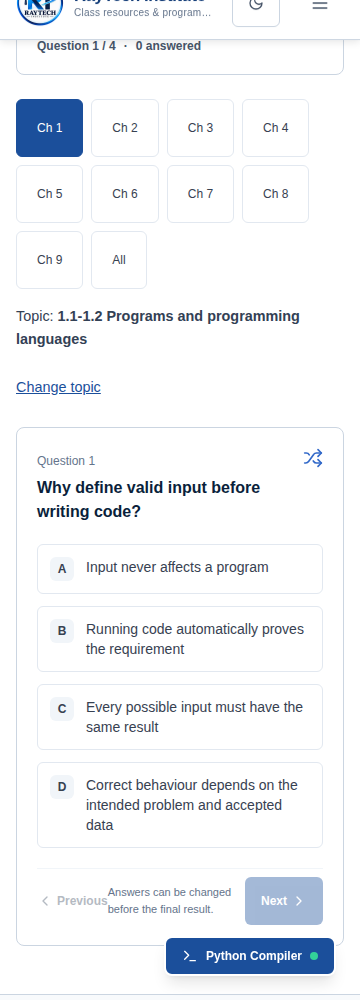 RAYTECH
Class resources & program…
Question 1 / 4 · 0 answered
Ch 1
Ch 2
Ch 3
Ch 4
Ch 5
Ch 6
Ch 7
Ch 8
Ch 9
All
Topic: 1.1-1.2 Programs and programming
languages
Change topic
Question 1
Why define valid input before
writing code?
A Input never affects a program
B Running code automatically proves
the requirement
C Every possible input must have the
same result
D Correct behaviour depends on the
intended problem and accepted
data
Previous
Answers can be changed
before the final result.
Next
Python Compiler